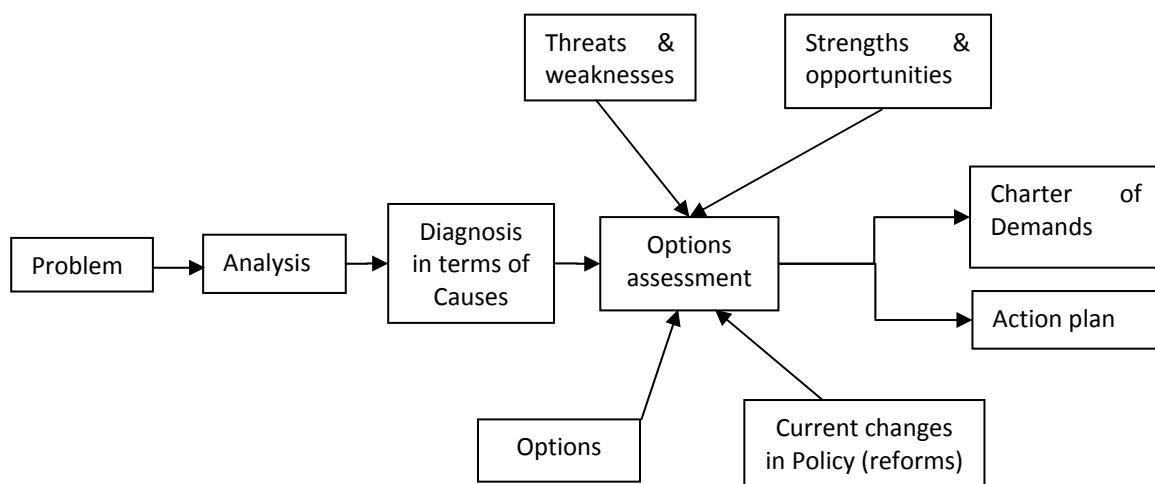 Threats &
weaknesses
Strengths &
opportunities
Problem
Analysis
Diagnosis
in terms of
Causes
Options
assessment
Charter of
Demands
Action plan
Options
Current changes
in Policy (reforms)